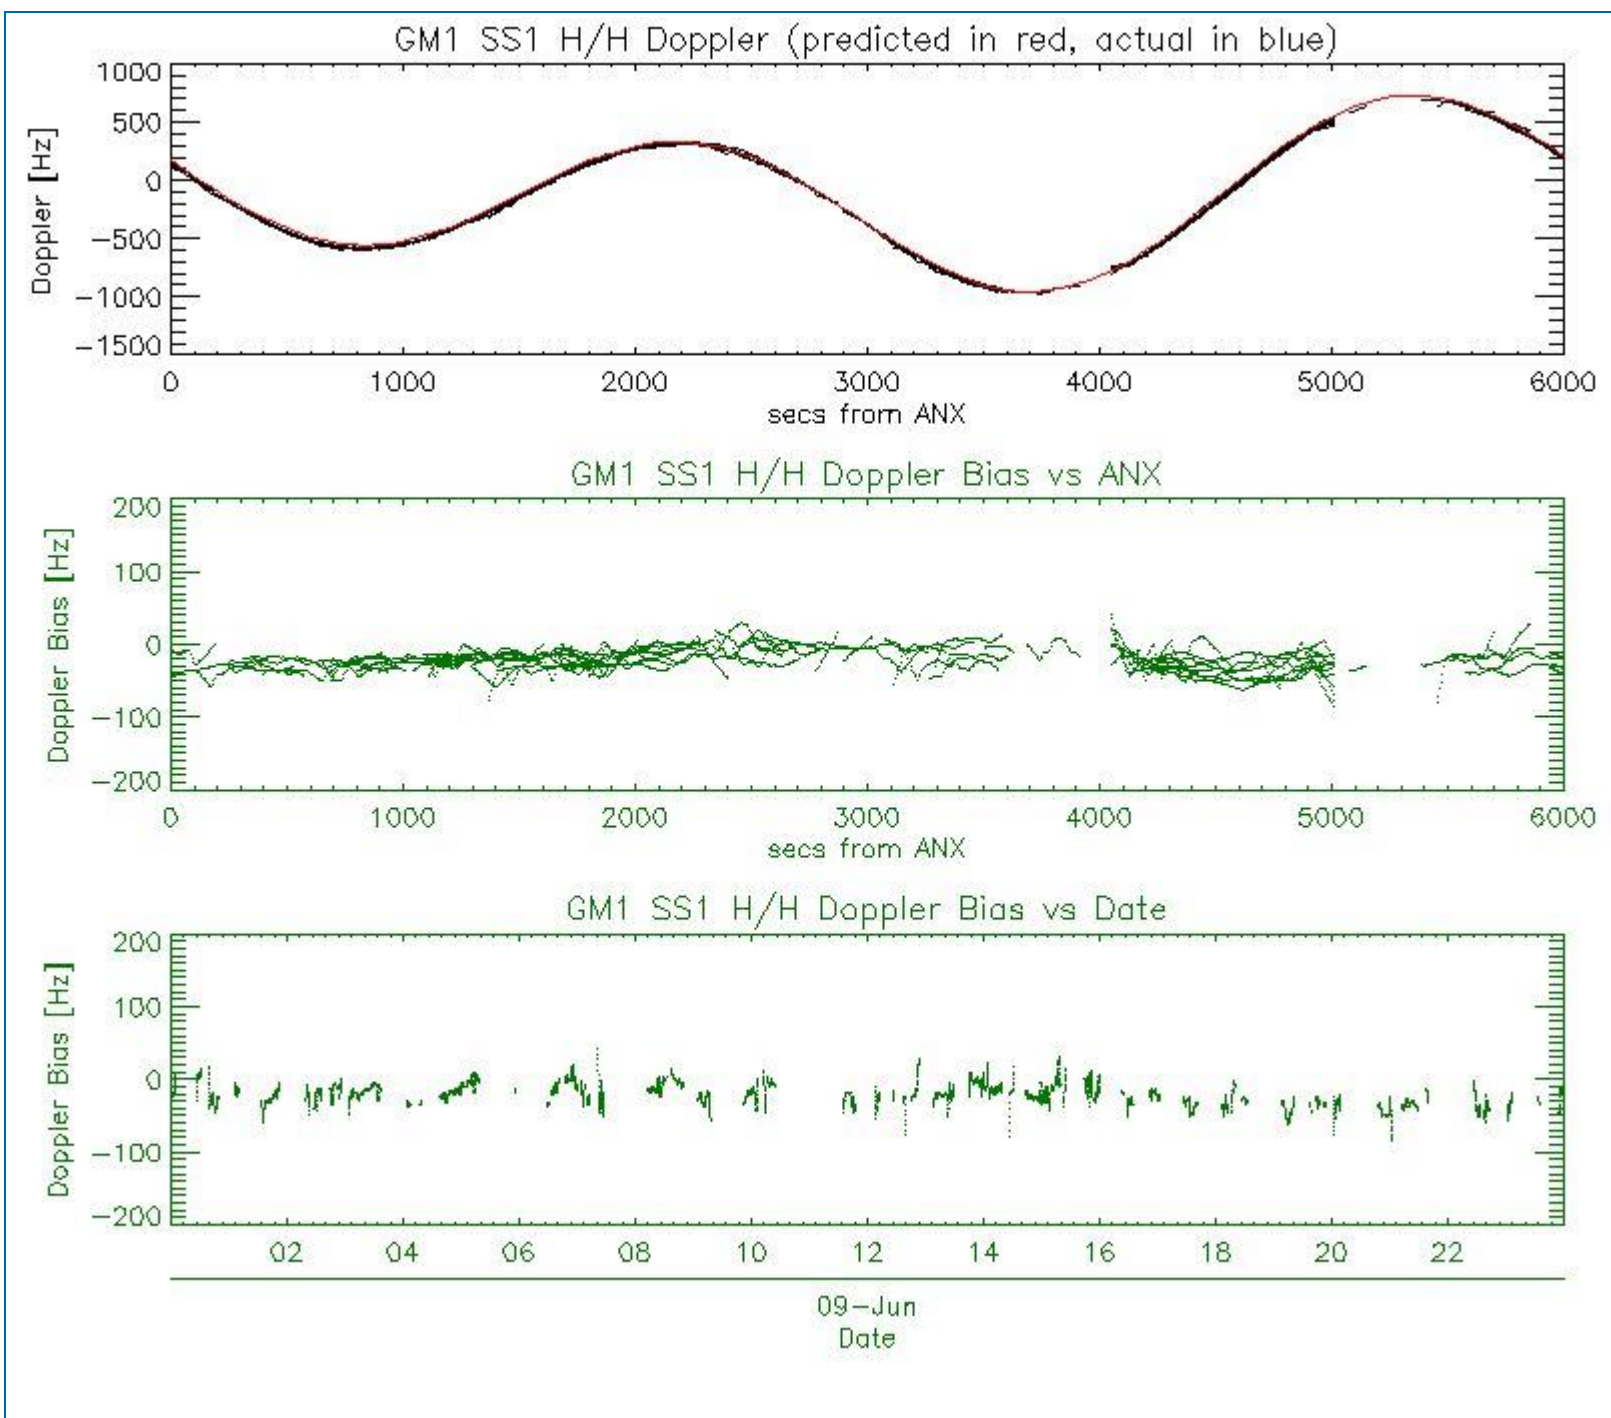 GM1 SS1 H/H Doppler (predicted in red, actual in blue)
Doppler [Hz]
1000
500
0
−500
−1000
−1500
0 1000 2000 3000 4000 5000 6000
secs from ANX
GM1 SS1 H/H Doppler Bias vs ANX
Doppler Bias [Hz]
200
100
0
−100
−200
0 1000 2000 3000 4000 5000 6000
secs from ANX
GM1 SS1 H/H Doppler Bias vs Date
Doppler Bias [Hz]
200
100
0
−100
−200
02 04 06 08 10 12 14 16 18 20 22
09−Jun
Date